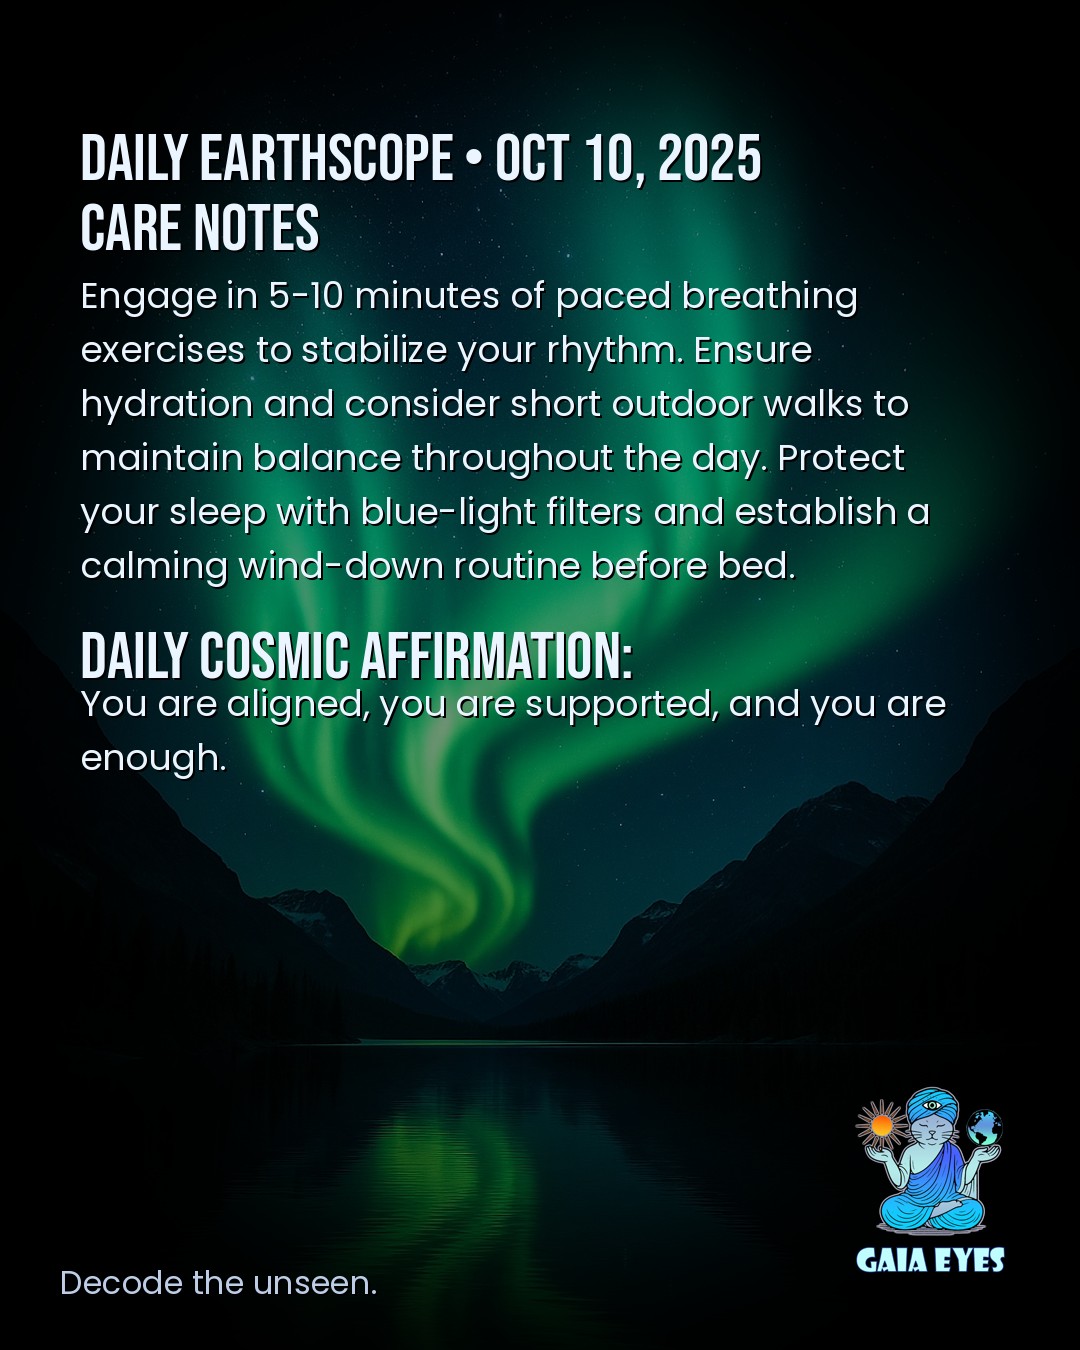 DAILY EARTHSCOPE • OCT 10, 2025
CARE NOTES
Engage in 5-10 minutes of paced breathing
exercises to stabilize your rhythm. Ensure
hydration and consider short outdoor walks to
maintain balance throughout the day. Protect
your sleep with blue-light filters and establish a
calming wind-down routine before bed.
DAILY COSMIC AFFIRMATION:
You are aligned, you are supported, and you are
enough.
GAIA EYES
Decode the unseen.